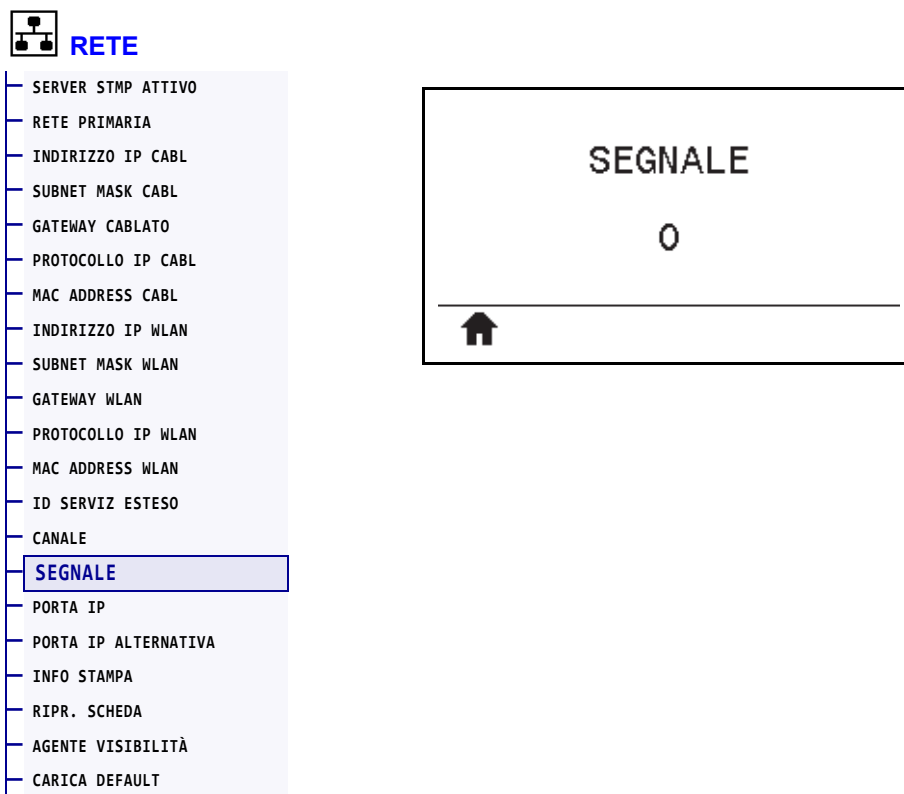 RETE
SERVER STMP ATTIVO
RETE PRIMARIA
INDIRIZZO IP CABL
SUBNET MASK CABL
GATEWAY CABLATO
PROTOCOLLO IP CABL
MAC ADDRESS CABL
INDIRIZZO IP WLAN
SUBNET MASK WLAN
GATEWAY WLAN
PROTOCOLLO IP WLAN
MAC ADDRESS WLAN
ID SERVIZ ESTESO
CANALE
SEGNALE
PORTA IP
PORTA IP ALTERNATIVA
INFO STAMPA
RIPR. SCHEDA
AGENTE VISIBILITÀ
CARICA DEFAULT
SEGNALE
0